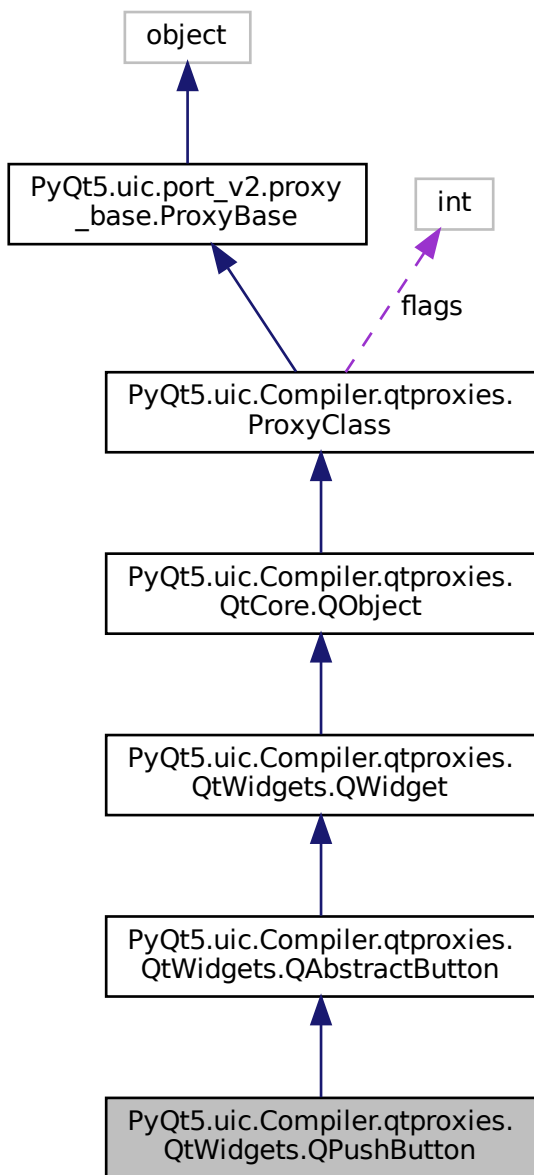 object
PyQt5.uic.port_v2.proxy
_base.ProxyBase
int
flags
PyQt5.uic.Compiler.qtproxies.
ProxyClass
PyQt5.uic.Compiler.qtproxies.
QtCore.QObject
PyQt5.uic.Compiler.qtproxies.
QtWidgets.QWidget
PyQt5.uic.Compiler.qtproxies.
QtWidgets.QAbstractButton
PyQt5.uic.Compiler.qtproxies.
QtWidgets.QPushButton